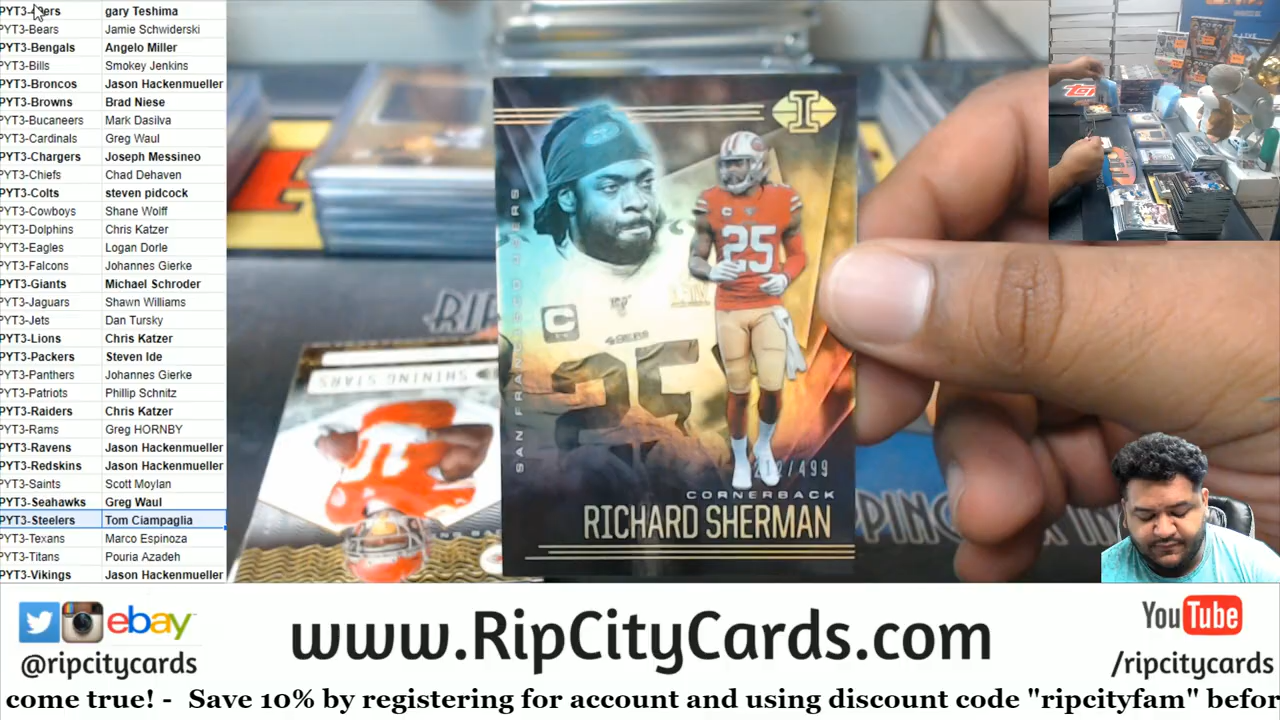 gary Teshima
PYT3-Bears Jamie Schwiderski
PYT3-Bengals Angelo Miller
PYT3-Bills Smokey Jenkins
PYT3-Broncos Jason Hackenmueller
PYT3-Browns Brad Niese
PYT3-Bucaneers Mark Dasilva
PYT3-Cardinals Greg Waul
PYT3-Chargers Joseph Messineo
PYT3-Chiefs Chad Dehaven
PYT3-Colts steven pidcock
PYT3-Cowboys Shane Wolff
PYT3-Dolphins Chris Katzer
PYT3-Eagles Logan Dorle
PYT3-Falcons Johannes Gierke
PYT3-Giants Michael Schroder
PYT3-Jaguars Shawn Williams
PYT3-Jets Dan Tursky
PYT3-Lions Chris Katzer
PYT3-Packers Steven Ide
PYT3-Panthers Johannes Gierke
PYT3-Patriots Phillip Schnitz
PYT3-Raiders Chris Katzer
PYT3-Rams Greg HORNBY
PYT3-Ravens Jason Hackenmueller
PYT3-Redskins Jason Hackenmueller
PYT3-Saints Scott Moylan
PYT3-Seahawks Greg Waul
PYT3-Steelers Tom Ciampaglia
PYT3-Texans Marco Espinoza
PYT3-Titans Pouria Azadeh
PYT3-Vikings Jason Hackenmueller
I
SAN FRANCISCO 49ERS
C
49ERS
25
25
212/499
CORNERBACK
RICHARD SHERMAN
SHINING STARS
RIP
ebay
@ripcitycards
www.RipCityCards.com
YouTube
/ripcitycards
come true! - Save 10% by registering for account and using discount code "ripcityfam" befor